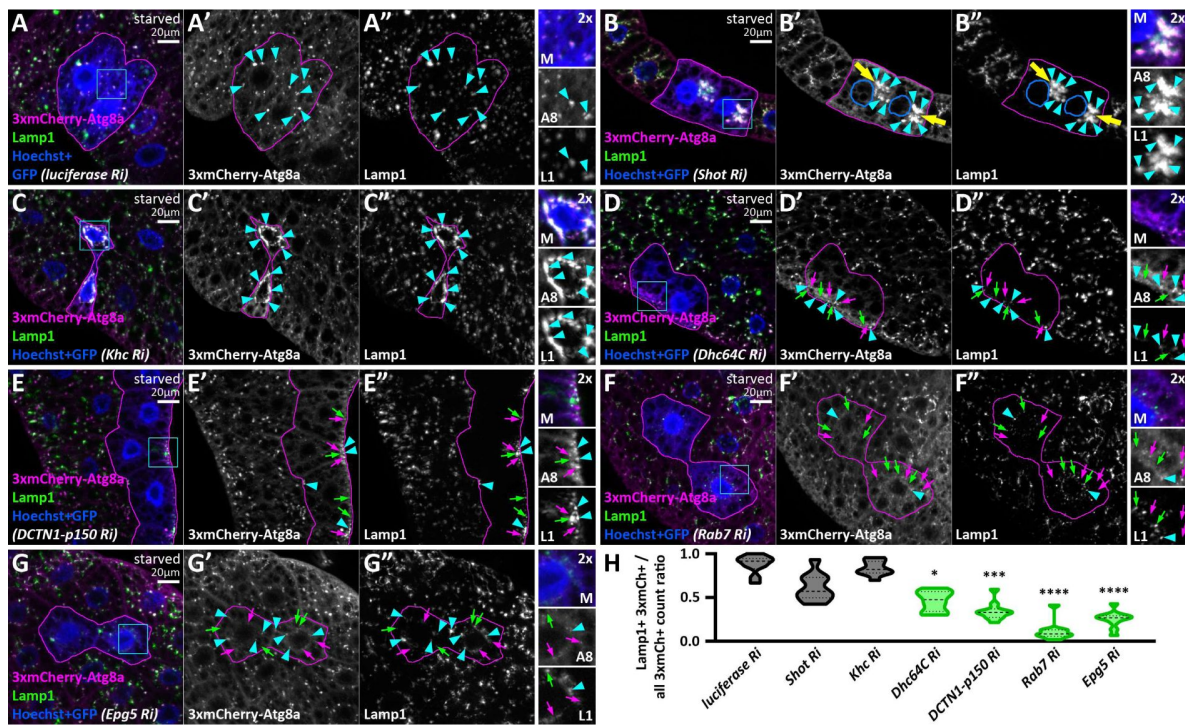 A starved 20µm A' A" 2x B starved 20µm B' B" 2x
M M
3xmCherry-Atg8a A8 3xmCherry-Atg8a A8
Lamp1 Lamp1
Hoechst+
GFP (luciferase Ri) 3xmCherry-Atg8a Lamp1 L1 Hoechst+GFP (Shot Ri) 3xmCherry-Atg8a Lamp1 L1
C starved 20µm C' C" 2x D starved 20µm D' D" 2x
M M
3xmCherry-Atg8a A8 3xmCherry-Atg8a A8
Lamp1 Lamp1
Hoechst+GFP (Khc Ri) 3xmCherry-Atg8a Lamp1 L1 Hoechst+GFP (Dhc64C Ri) 3xmCherry-Atg8a Lamp1 L1
E starved 20µm E' E" 2x F starved 20µm F' F" 2x
M M
3xmCherry-Atg8a 3xmCherry-Atg8a
Lamp1 A8 Lamp1 A8
Hoechst+GFP
(DCTN1-p150 Ri) 3xmCherry-Atg8a Lamp1 L1 Hoechst+GFP (Rab7 Ri) 3xmCherry-Atg8a Lamp1 L1
G starved 20µm G' G" 2x
M
3xmCherry-Atg8a
Lamp1 A8
Hoechst+GFP (Epg5 Ri) 3xmCherry-Atg8a Lamp1 L1
H
Lamp1+ 3xmCh+ /
all 3xmCh+ count ratio
1.0
0.5
0.0
* *** **** ****
luciferase Ri
Shot Ri
Khc Ri
Dhc64C Ri
DCTN1-p150 Ri
Rab7 Ri
Epg5 Ri